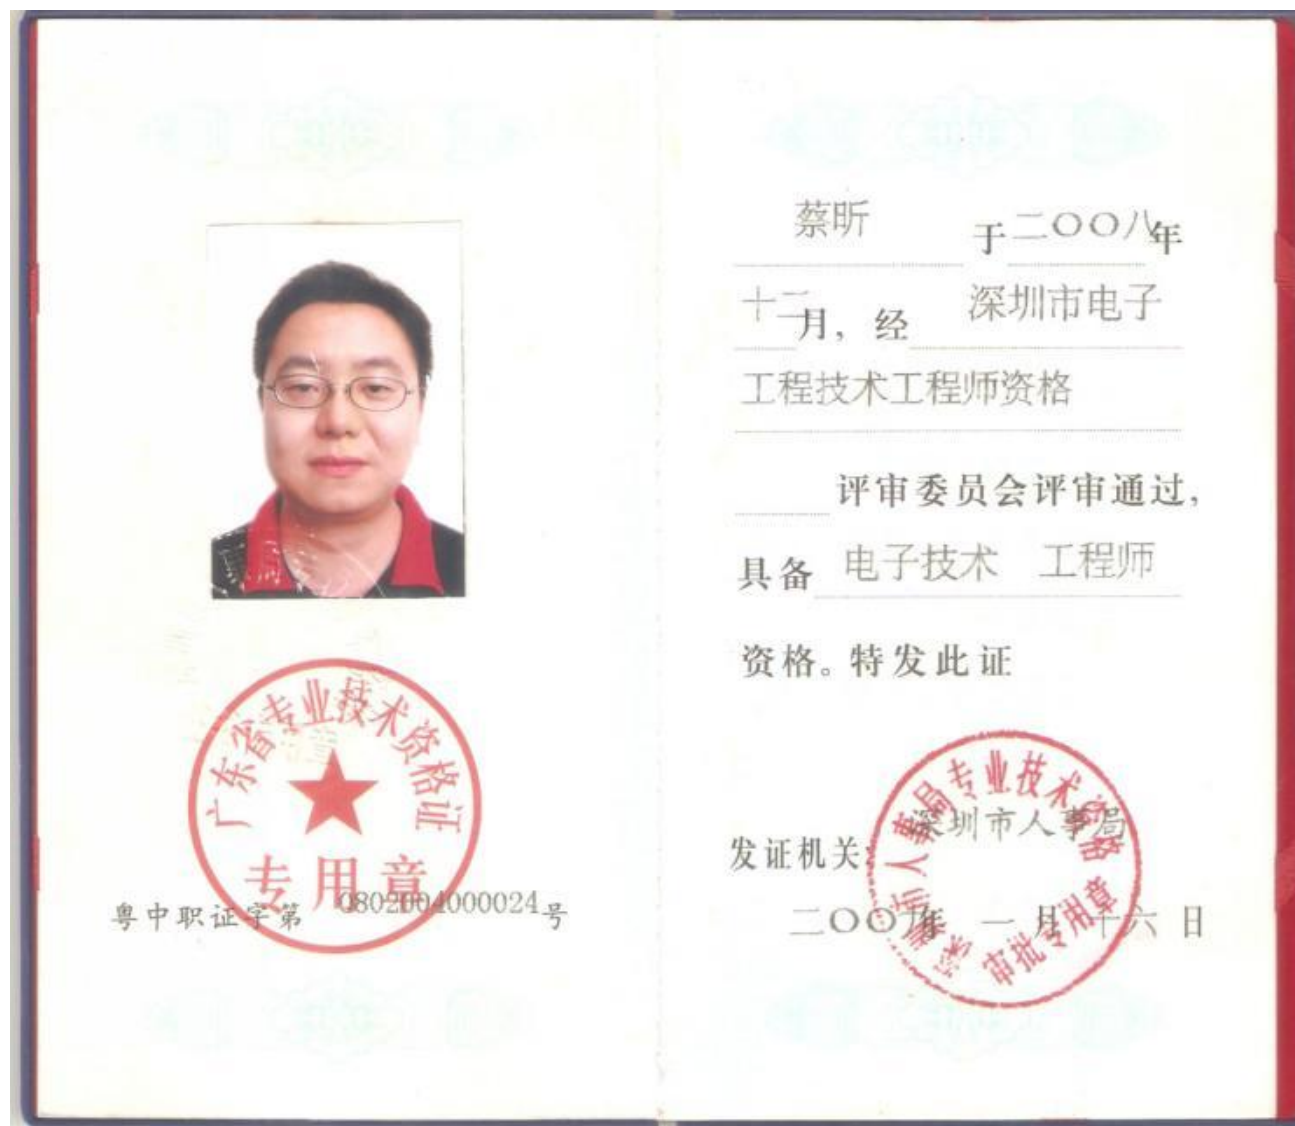 广东省专业技术资格证
专用章
粤中职证字第0802004000024号
蔡昕 于二〇〇八年
十二月，经 深圳市电子
工程技术工程师资格
评审委员会评审通过，
具备 电子技术 工程师
资格。特发此证
发证机关: 深圳市人事局
二〇〇九年 一月 十六日
深圳市人事局专业技术资格
审批专用章